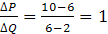 ΔP/ΔQ = 10−6/6−2 = 1